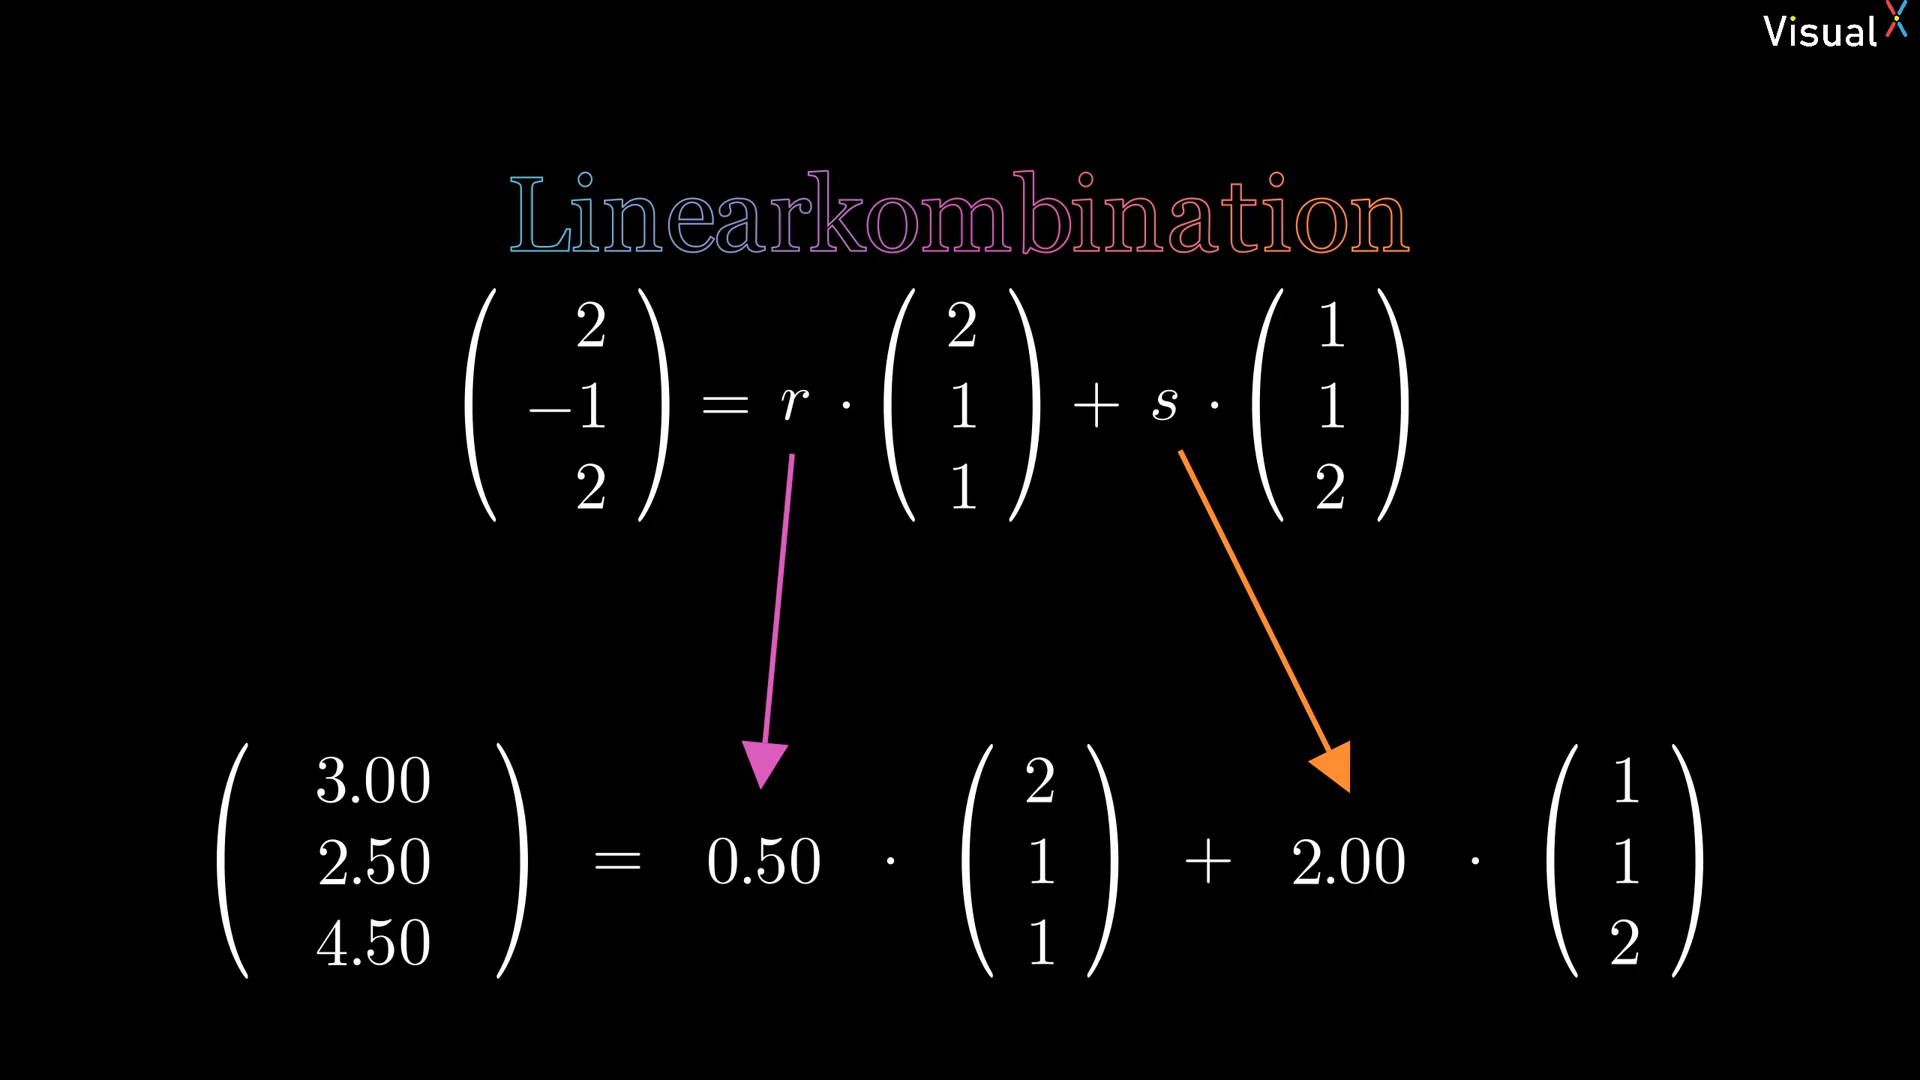 VisualX
Linearkombination
2 2 1
−1 = r · 1 + s · 1
2 1 2
3.00 2 1
2.50 = 0.50 · 1 + 2.00 · 1
4.50 1 2